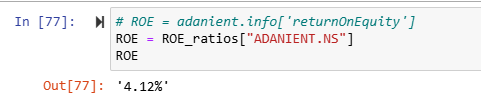 In [77]:
# ROE = adanient.info['returnOnEquity']
ROE = ROE_ratios["ADANIENT.NS"]
ROE
Out[77]: '4.12%'